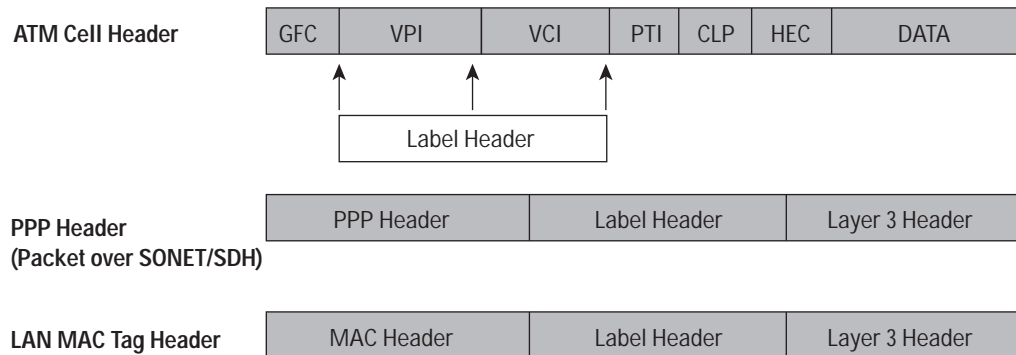 ATM Cell Header GFC VPI VCI PTI CLP HEC DATA
Label Header
PPP Header
(Packet over SONET/SDH) PPP Header Label Header Layer 3 Header
LAN MAC Tag Header MAC Header Label Header Layer 3 Header